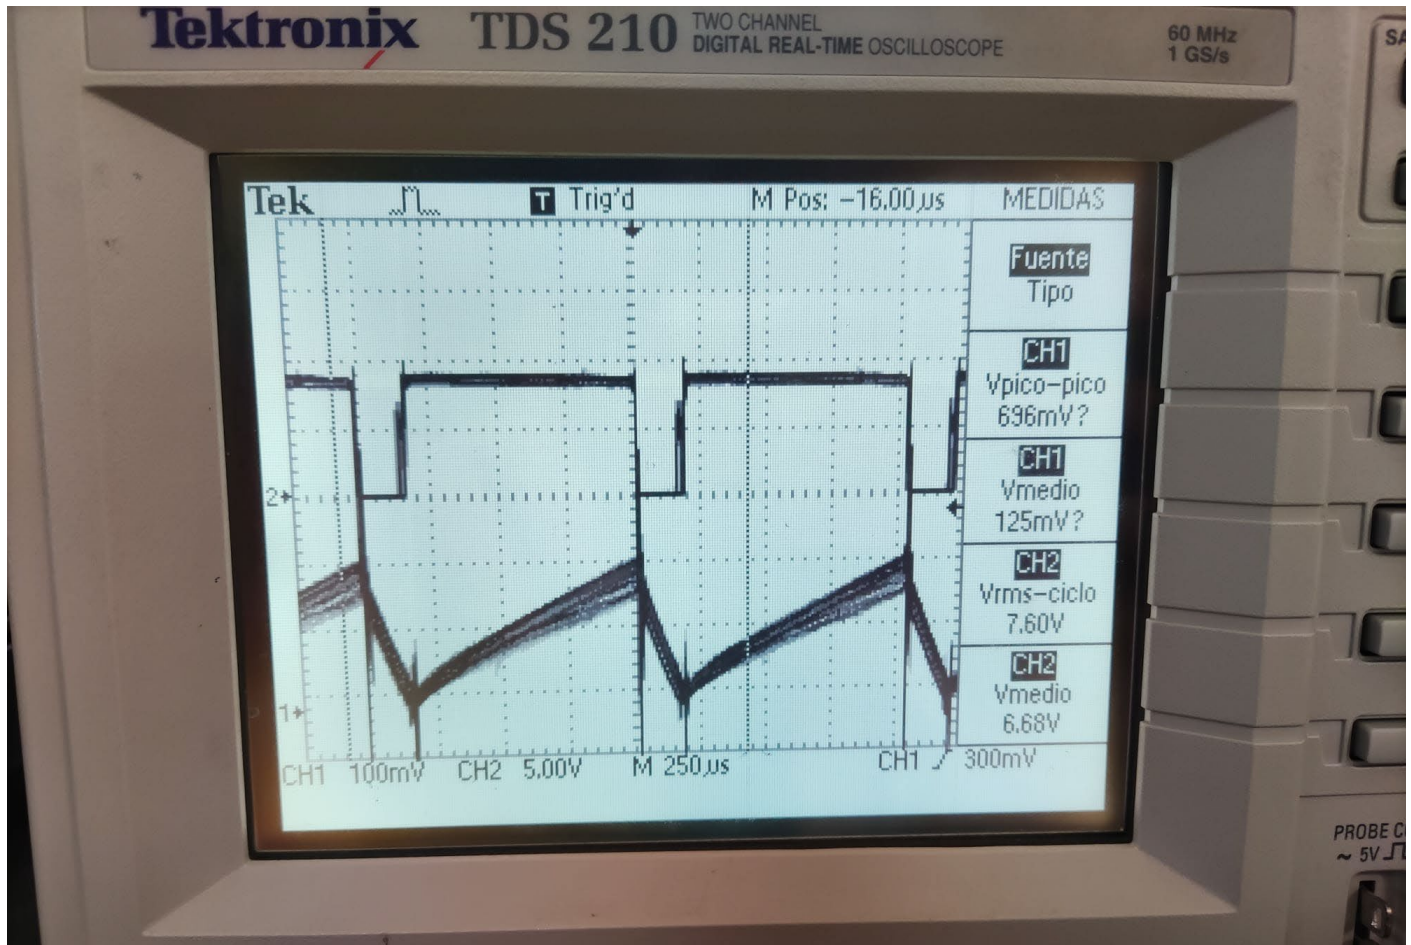 Tektronix TDS 210 TWO CHANNEL
DIGITAL REAL-TIME OSCILLOSCOPE
60 MHz
1 GS/s
Tek T Trig'd M Pos: -16.00µs MEDIDAS
Fuente
Tipo
CH1
Vpico-pico
696mV?
CH1
Vmedio
125mV?
CH2
Vrms-ciclo
7.60V
CH2
Vmedio
6.68V
2
1
CH1 100mV CH2 5.00V M 250µs CH1 300mV
PROBE
~ 5V